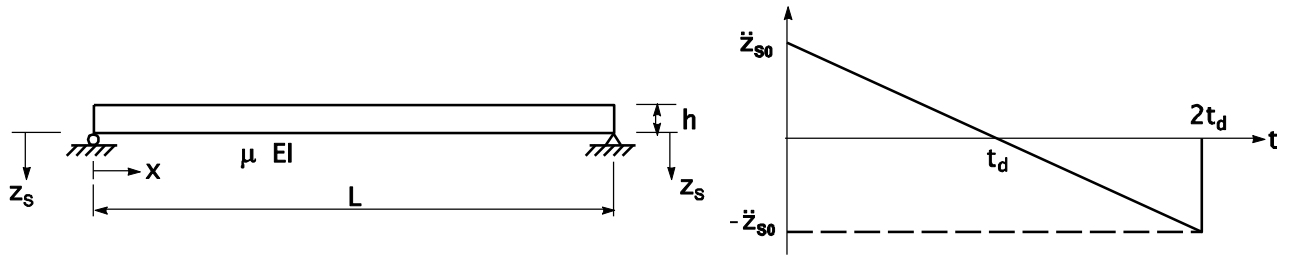 h
μ EI
x
z_s
L
z_s
z̈_s0
2t_d
t
t_d
-z̈_s0